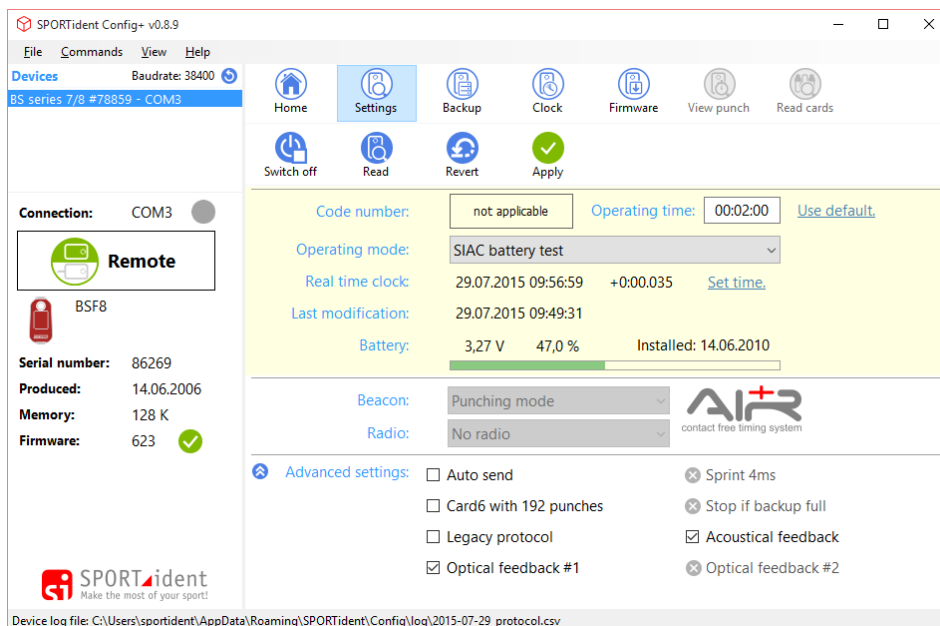 SPORTident Config+ v0.8.9
File Commands View Help
Devices Baudrate: 38400
BS series 7/8 #78859 - COM3
Home Settings Backup Clock Firmware View punch Read cards
Switch off Read Revert Apply
Connection: COM3
Remote
BSF8
Serial number: 86269
Produced: 14.06.2006
Memory: 128 K
Firmware: 623
SPORTident
Make the most of your sport!
Code number: not applicable Operating time: 00:02:00 Use default.
Operating mode: SIAC battery test
Real time clock: 29.07.2015 09:56:59 +0:00.035 Set time.
Last modification: 29.07.2015 09:49:31
Battery: 3,27 V 47,0 % Installed: 14.06.2010
Beacon: Punching mode
Radio: No radio
AIR+
contact free timing system
Advanced settings: Auto send Sprint 4ms
Card6 with 192 punches Stop if backup full
Legacy protocol Acoustical feedback
Optical feedback #1 Optical feedback #2
Device log file: C:\Users\sportident\AppData\Roaming\SPORTident\Config\log\2015-07-29_protocol.csv